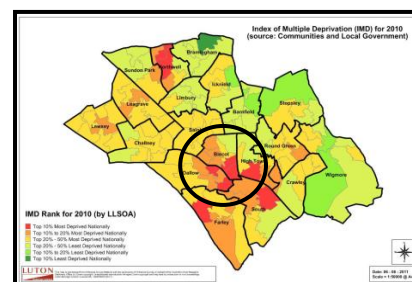 Index of Multiple Deprivation (IMD) for 2010
(source: Communities and Local Government)
Bramingham
Northwell
Sundon Park
Limbury
Icknield
Leagrave
Barnfield
Stopsley
Lewsey
Challney
Biscot
High Town
Round Green
Dallow
Wigmore
Crawley
South
Farley
IMD Rank for 2010 (by LLSOA)
Top 10% Most Deprived Nationally
Top 10% to 20% Most Deprived Nationally
Top 20% - 50% Most Deprived Nationally
Top 20% - 50% Least Deprived Nationally
Top 10% to 20% Least Deprived Nationally
Top 10% Least Deprived Nationally
LUTON